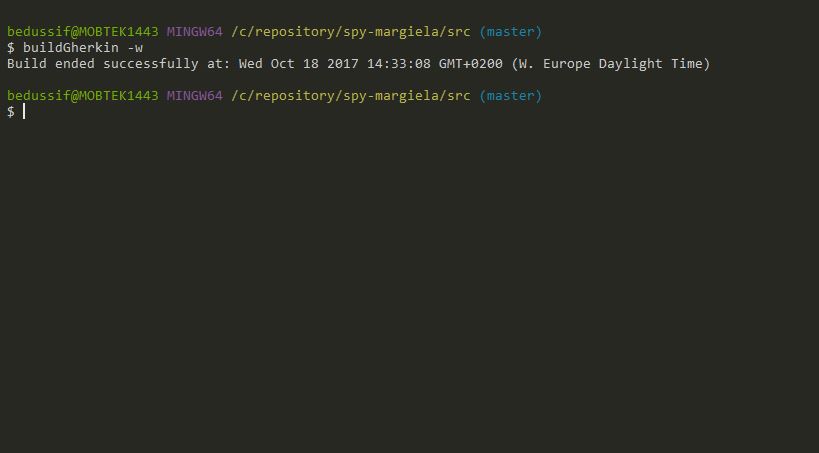 bedussif@MOBTEK1443 MINGW64 /c/repository/spy-margiela/src (master)
$ buildGherkin -w
Build ended successfully at: Wed Oct 18 2017 14:33:08 GMT+0200 (W. Europe Daylight Time)
bedussif@MOBTEK1443 MINGW64 /c/repository/spy-margiela/src (master)
$